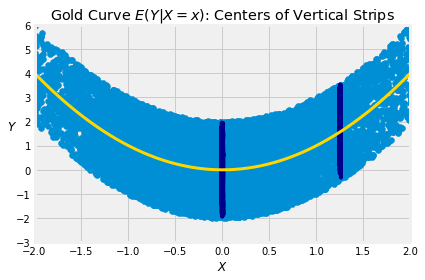 Gold Curve E(Y|X = x): Centers of Vertical Strips
6
5
4
3
Y
2
1
0
−1
−2
−3
−2.0 −1.5 −1.0 −0.5 0.0 0.5 1.0 1.5 2.0
X